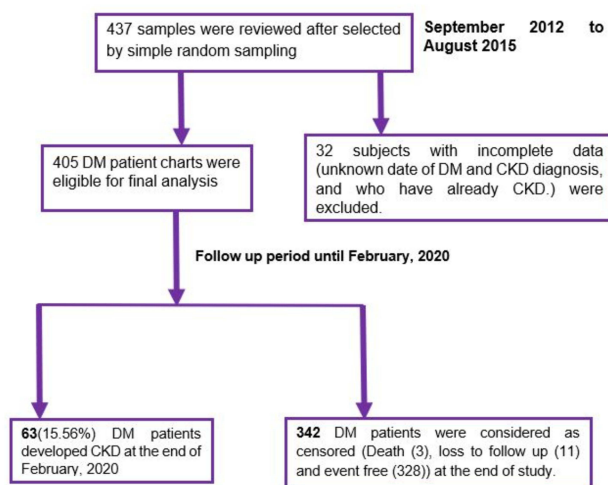 437 samples were reviewed after selected
by simple random sampling
September 2012 to
August 2015
405 DM patient charts were
eligible for final analysis
32 subjects with incomplete data
(unknown date of DM and CKD diagnosis,
and who have already CKD.) were
excluded.
Follow up period until February, 2020
63(15.56%) DM patients
developed CKD at the end of
February, 2020
342 DM patients were considered as
censored (Death (3), loss to follow up (11)
and event free (328)) at the end of study.